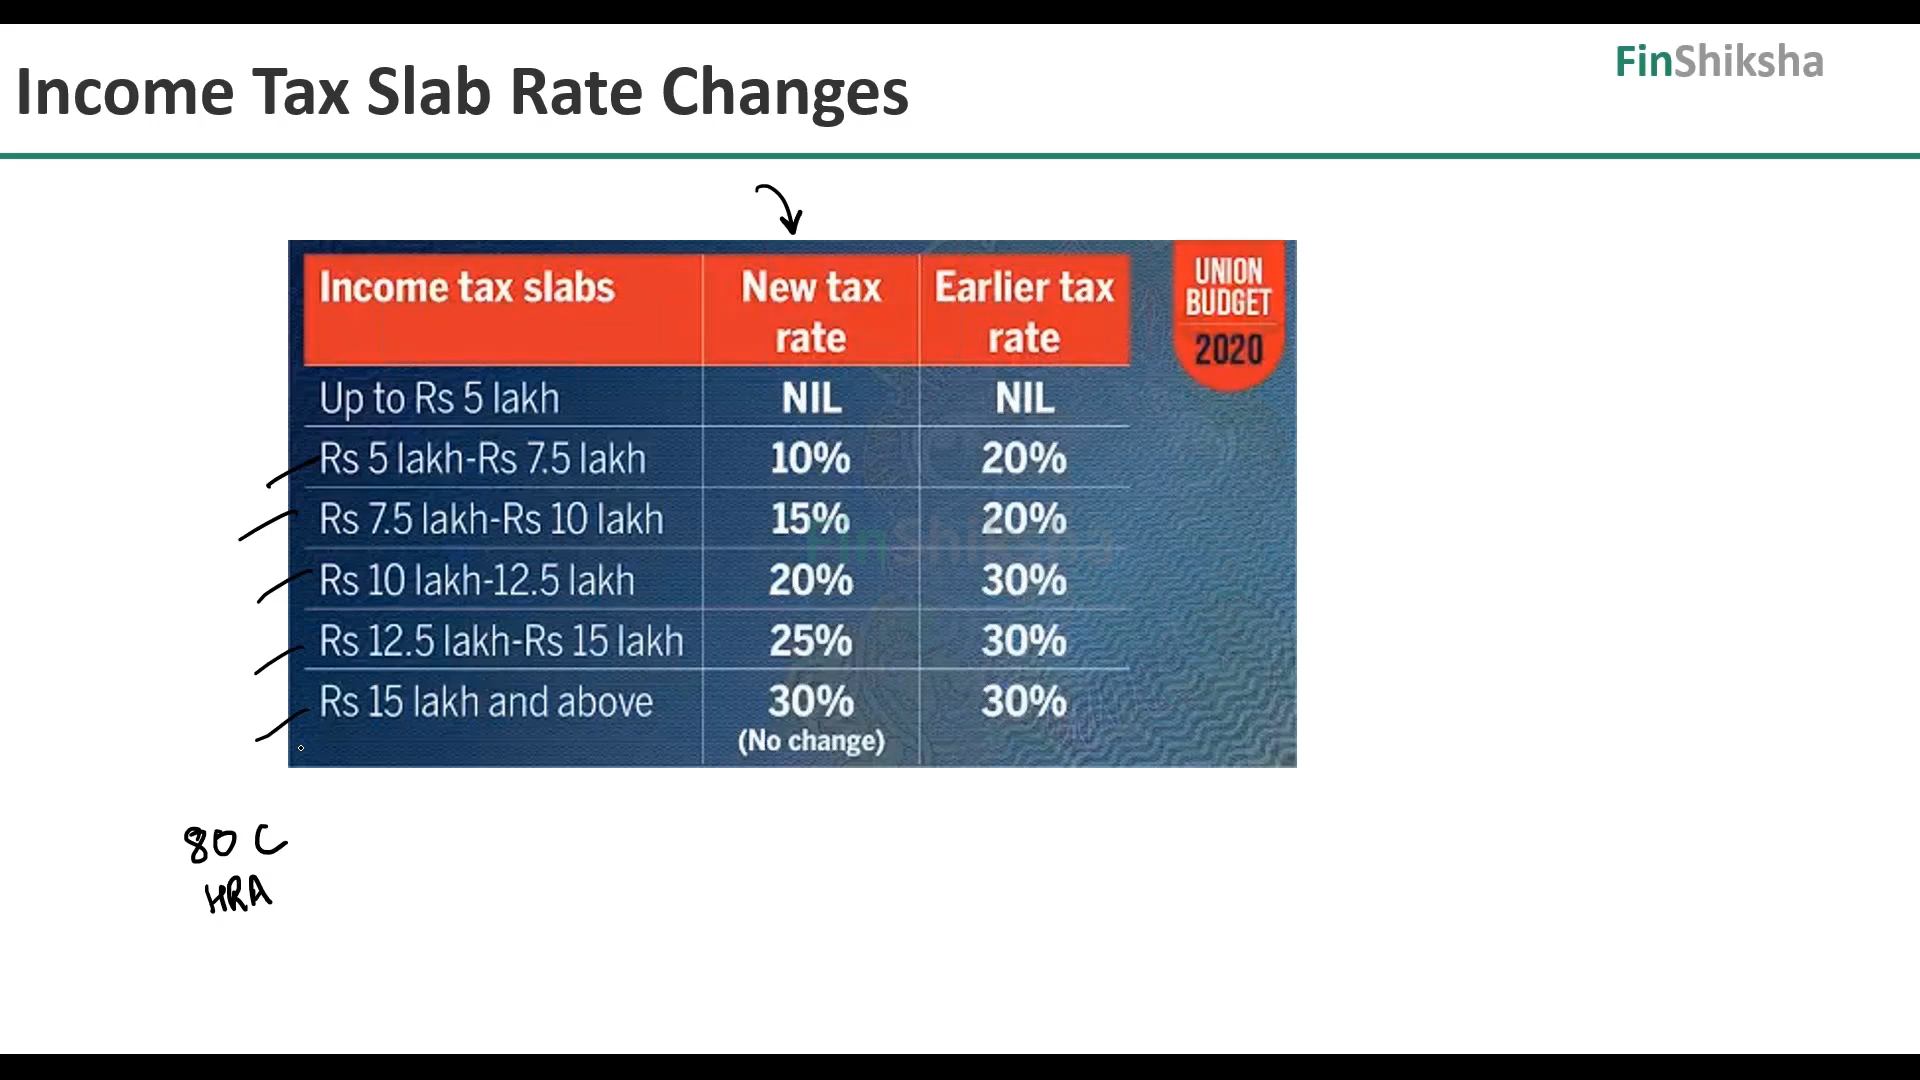 Income Tax Slab Rate Changes
FinShiksha
Income tax slabs
New tax
rate
Earlier tax
rate
UNION
BUDGET
2020
Up to Rs 5 lakh NIL NIL
Rs 5 lakh-Rs 7.5 lakh 10% 20%
Rs 7.5 lakh-Rs 10 lakh 15% 20%
FinShiksha
Rs 10 lakh-12.5 lakh 20% 30%
Rs 12.5 lakh-Rs 15 lakh 25% 30%
Rs 15 lakh and above 30% 30%
(No change)
80 C
HRA